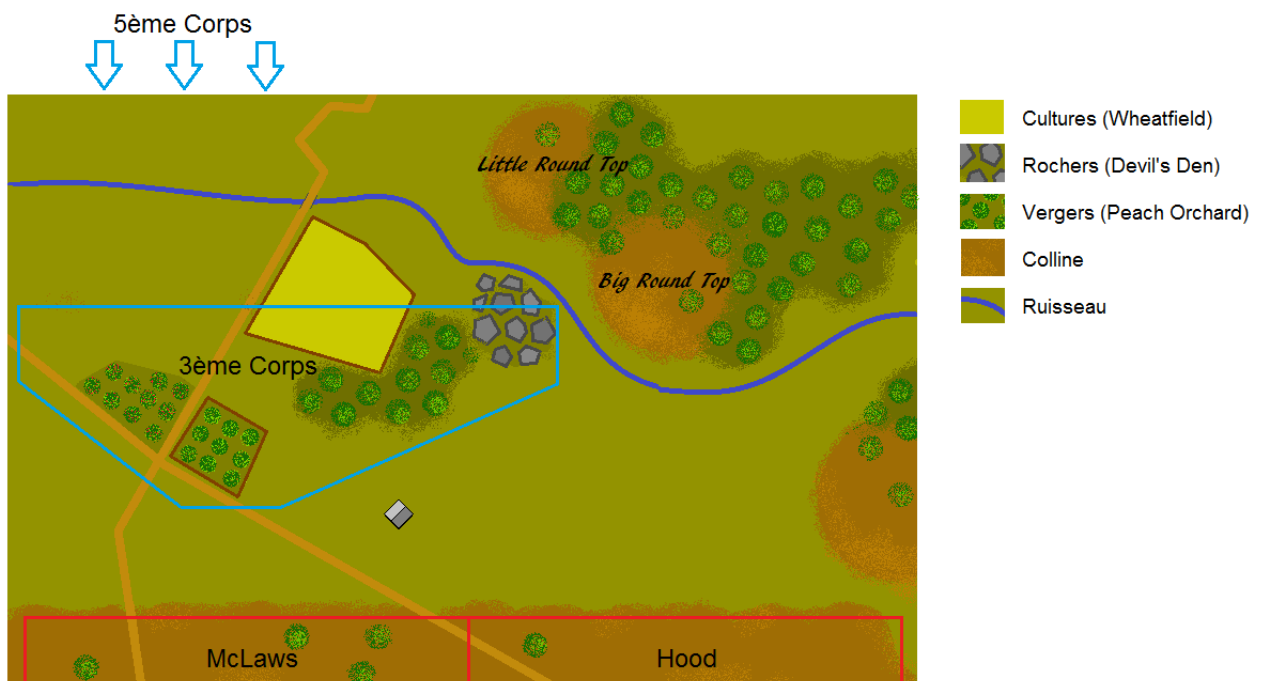 5ème Corps
Little Round Top
Big Round Top
3ème Corps
McLaws
Hood
Cultures (Wheatfield)
Rochers (Devil's Den)
Vergers (Peach Orchard)
Colline
Ruisseau